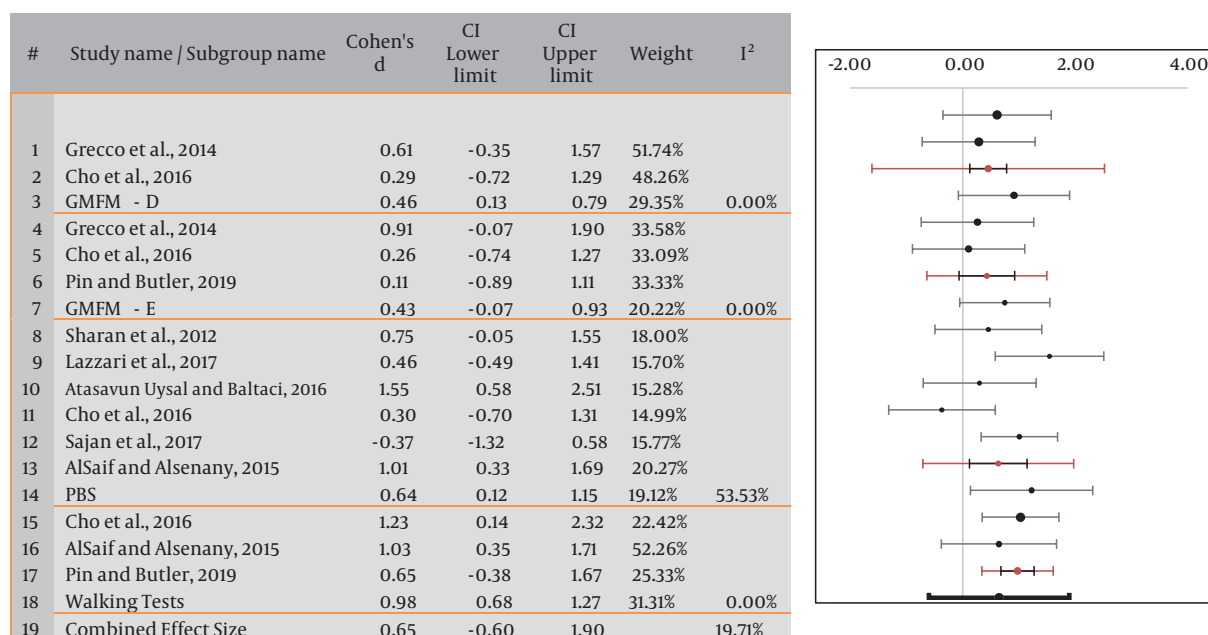 # Study name / Subgroup name Cohen's d CI Lower limit CI Upper limit Weight I²
1 Grecco et al., 2014 0.61 -0.35 1.57 51.74%
2 Cho et al., 2016 0.29 -0.72 1.29 48.26%
3 GMFM - D 0.46 0.13 0.79 29.35% 0.00%
4 Grecco et al., 2014 0.91 -0.07 1.90 33.58%
5 Cho et al., 2016 0.26 -0.74 1.27 33.09%
6 Pin and Butler, 2019 0.11 -0.89 1.11 33.33%
7 GMFM - E 0.43 -0.07 0.93 20.22% 0.00%
8 Sharan et al., 2012 0.75 -0.05 1.55 18.00%
9 Lazzari et al., 2017 0.46 -0.49 1.41 15.70%
10 Atasavun Uysal and Baltaci, 2016 1.55 0.58 2.51 15.28%
11 Cho et al., 2016 0.30 -0.70 1.31 14.99%
12 Sajan et al., 2017 -0.37 -1.32 0.58 15.77%
13 AlSaif and Alsenany, 2015 1.01 0.33 1.69 20.27%
14 PBS 0.64 0.12 1.15 19.12% 53.53%
15 Cho et al., 2016 1.23 0.14 2.32 22.42%
16 AlSaif and Alsenany, 2015 1.03 0.35 1.71 52.26%
17 Pin and Butler, 2019 0.65 -0.38 1.67 25.33%
18 Walking Tests 0.98 0.68 1.27 31.31% 0.00%
19 Combined Effect Size 0.65 -0.60 1.90 19.71%
-2.00 0.00 2.00 4.00